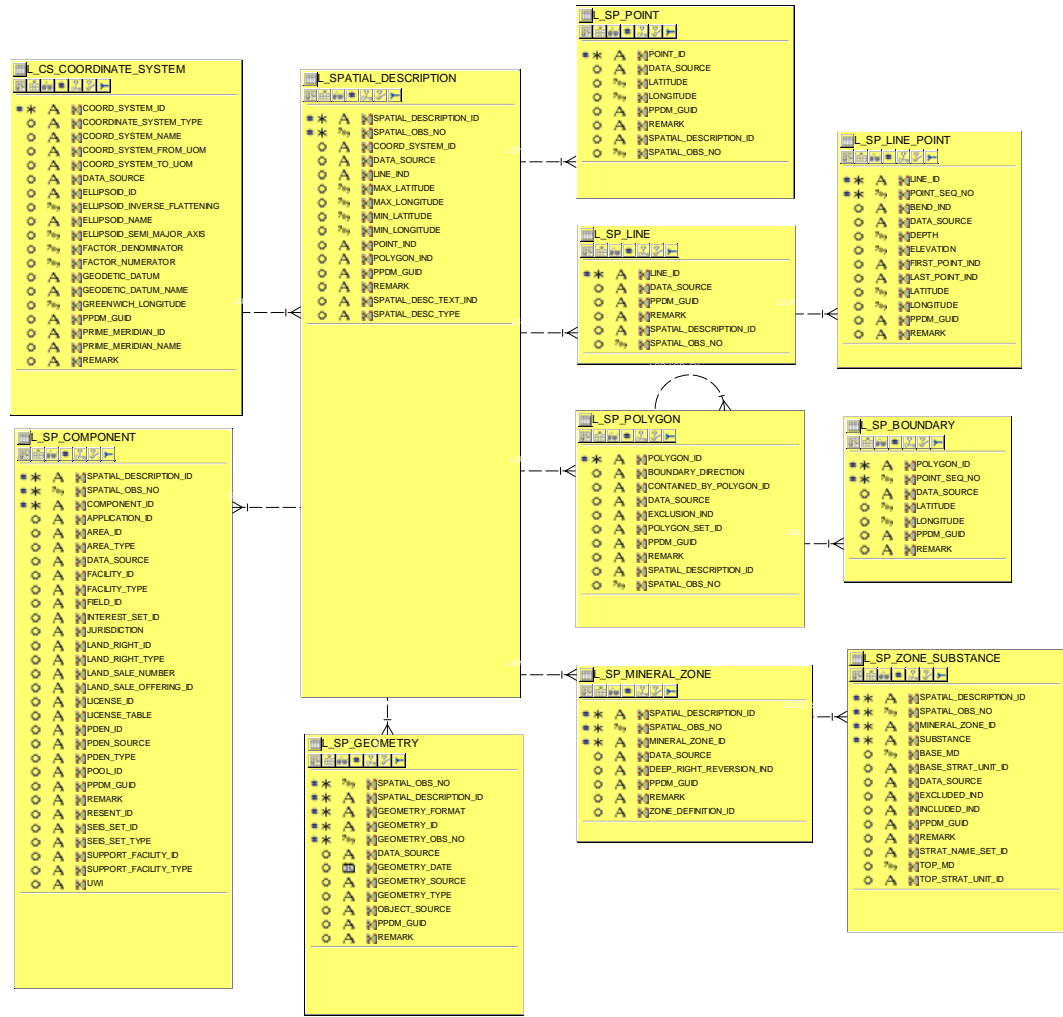 L_CS_COORDINATE_SYSTEM
COORD_SYSTEM_ID
COORDINATE_SYSTEM_TYPE
COORD_SYSTEM_NAME
COORD_SYSTEM_FROM_UOM
COORD_SYSTEM_TO_UOM
DATA_SOURCE
ELLIPSOID_ID
ELLIPSOID_INVERSE_FLATTENING
ELLIPSOID_NAME
ELLIPSOID_SEMI_MAJOR_AXIS
FACTOR_DENOMINATOR
FACTOR_NUMERATOR
GEODETIC_DATUM
GEODETIC_DATUM_NAME
GREENWICH_LONGITUDE
PPDM_GUID
PRIME_MERIDIAN_ID
PRIME_MERIDIAN_NAME
REMARK
L_SPATIAL_DESCRIPTION
SPATIAL_DESCRIPTION_ID
SPATIAL_OBS_NO
COORD_SYSTEM_ID
DATA_SOURCE
LINE_IND
MAX_LATITUDE
MAX_LONGITUDE
MIN_LATITUDE
MIN_LONGITUDE
POINT_IND
POLYGON_IND
PPDM_GUID
REMARK
SPATIAL_DESC_TEXT_IND
SPATIAL_DESC_TYPE
L_SP_POINT
POINT_ID
DATA_SOURCE
LATITUDE
LONGITUDE
PPDM_GUID
REMARK
SPATIAL_DESCRIPTION_ID
SPATIAL_OBS_NO
L_SP_LINE_POINT
LINE_ID
POINT_SEQ_NO
BEND_IND
DATA_SOURCE
DEPTH
ELEVATION
FIRST_POINT_IND
LAST_POINT_IND
LATITUDE
LONGITUDE
PPDM_GUID
REMARK
L_SP_LINE
LINE_ID
DATA_SOURCE
PPDM_GUID
REMARK
SPATIAL_DESCRIPTION_ID
SPATIAL_OBS_NO
L_SP_POLYGON
POLYGON_ID
BOUNDARY_DIRECTION
CONTAINED_BY_POLYGON_ID
DATA_SOURCE
EXCLUSION_IND
POLYGON_SET_ID
PPDM_GUID
REMARK
SPATIAL_DESCRIPTION_ID
SPATIAL_OBS_NO
L_SP_BOUNDARY
POLYGON_ID
POINT_SEQ_NO
DATA_SOURCE
LATITUDE
LONGITUDE
PPDM_GUID
REMARK
L_SP_COMPONENT
SPATIAL_DESCRIPTION_ID
SPATIAL_OBS_NO
COMPONENT_ID
APPLICATION_ID
AREA_ID
AREA_TYPE
DATA_SOURCE
FACILITY_ID
FACILITY_TYPE
FIELD_ID
INTEREST_SET_ID
JURISDICTION
LAND_RIGHT_ID
LAND_RIGHT_TYPE
LAND_SALE_NUMBER
LAND_SALE_OFFERING_ID
LICENSE_ID
LICENSE_TABLE
PDEN_ID
PDEN_SOURCE
PDEN_TYPE
POOL_ID
PPDM_GUID
REMARK
RESENT_ID
SEIS_SET_ID
SEIS_SET_TYPE
SUPPORT_FACILITY_ID
SUPPORT_FACILITY_TYPE
UWI
L_SP_GEOMETRY
SPATIAL_OBS_NO
SPATIAL_DESCRIPTION_ID
GEOMETRY_FORMAT
GEOMETRY_ID
GEOMETRY_OBS_NO
DATA_SOURCE
GEOMETRY_DATE
GEOMETRY_SOURCE
GEOMETRY_TYPE
OBJECT_SOURCE
PPDM_GUID
REMARK
L_SP_MINERAL_ZONE
SPATIAL_DESCRIPTION_ID
SPATIAL_OBS_NO
MINERAL_ZONE_ID
DATA_SOURCE
DEEP_RIGHT_REVERSION_IND
PPDM_GUID
REMARK
ZONE_DEFINITION_ID
L_SP_ZONE_SUBSTANCE
SPATIAL_DESCRIPTION_ID
SPATIAL_OBS_NO
MINERAL_ZONE_ID
SUBSTANCE
BASE_MD
BASE_STRAT_UNIT_ID
DATA_SOURCE
EXCLUDED_IND
INCLUDED_IND
PPDM_GUID
REMARK
STRAT_NAME_SET_ID
TOP_MD
TOP_STRAT_UNIT_ID